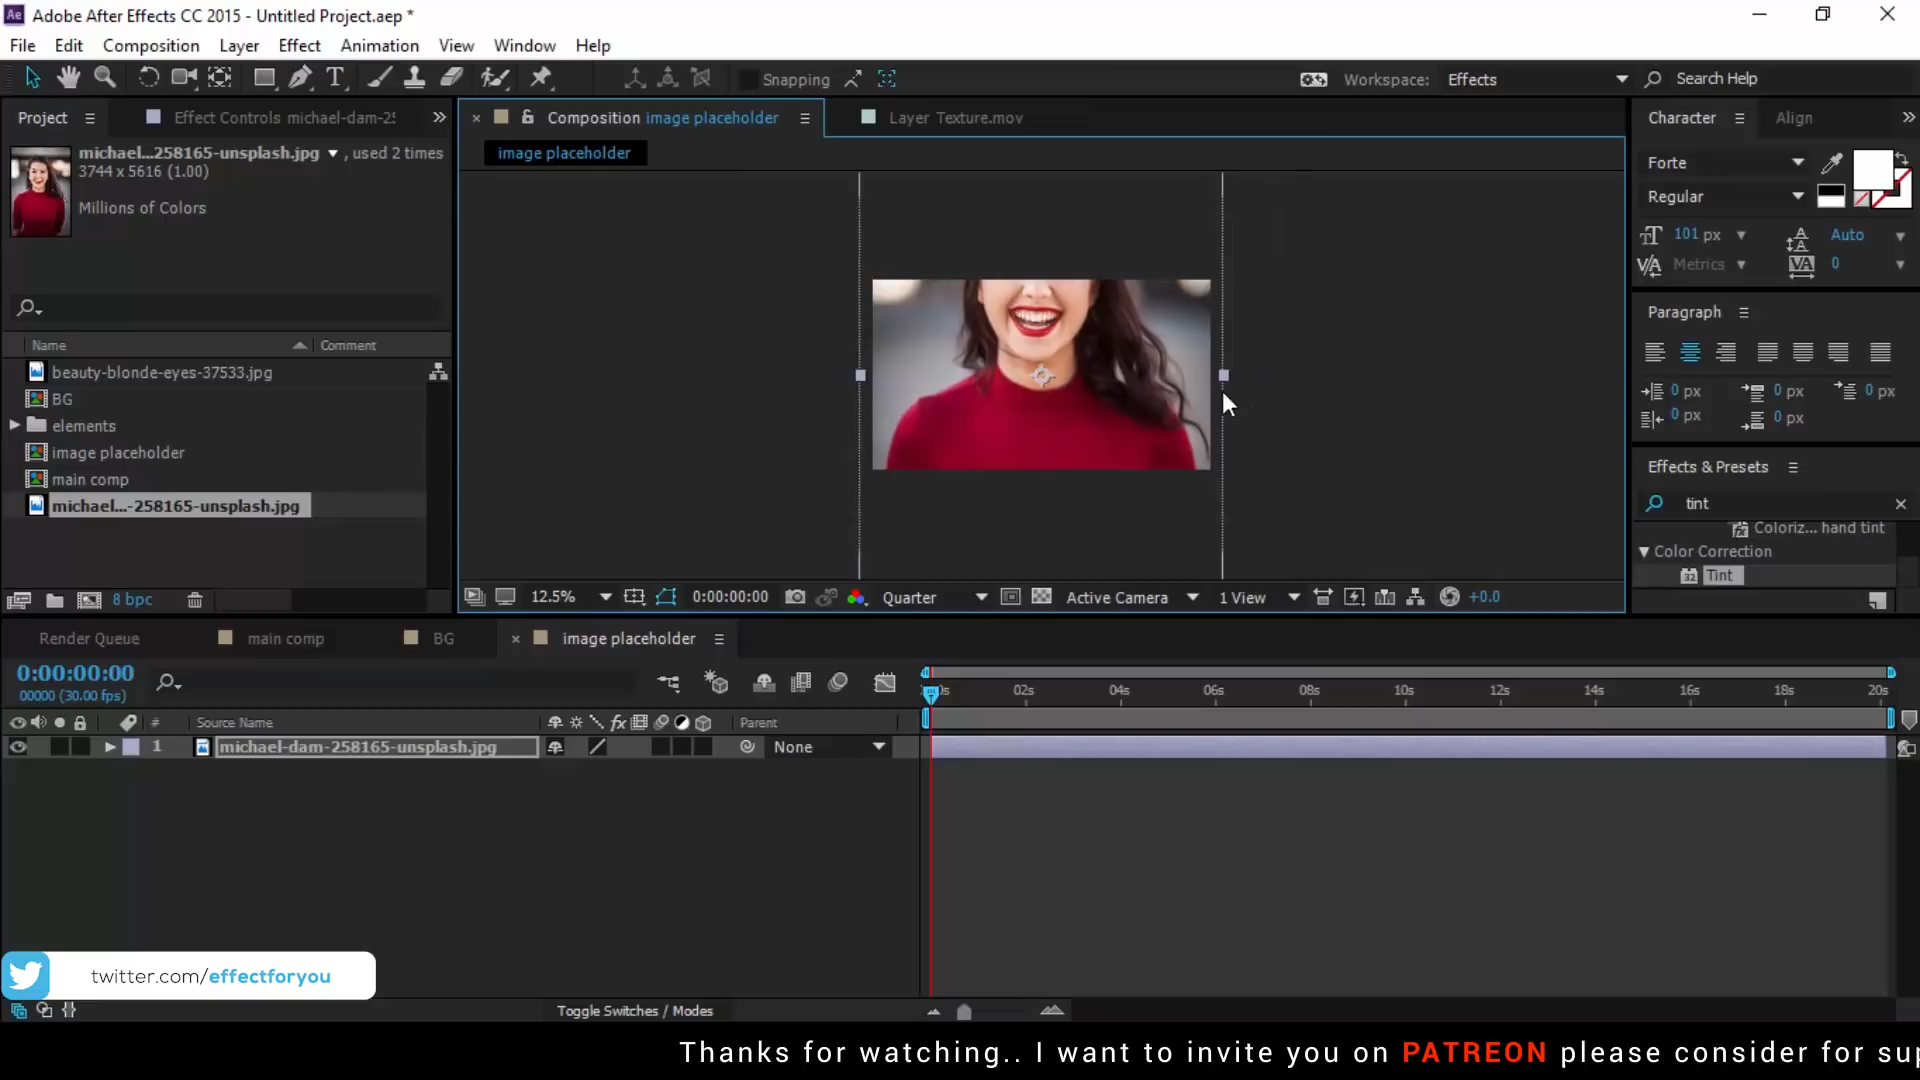 Adobe After Effects CC 2015 - Untitled Project.aep *
File Edit Composition Layer Effect Animation View Window Help
Snapping Workspace: Effects Search Help
Project Effect Controls michael-dam-25 Composition image placeholder Layer Texture.mov Character Align
michael...258165-unsplash.jpg , used 2 times
3744 x 5616 (1.00)
Millions of Colors
image placeholder
Forte
Regular
101 px Auto
Metrics 0
Paragraph
0 px 0 px 0 px
0 px 0 px
Effects & Presets
tint
Coloriz... hand tint
Color Correction
32 Tint
Name Comment
beauty-blonde-eyes-37533.jpg
BG
elements
image placeholder
main comp
michael...-258165-unsplash.jpg
8 bpc
12.5% 0:00:00:00 Quarter Active Camera 1 View +0.0
Render Queue main comp BG image placeholder
0:00:00:00
00000 (30.00 fps)
02s 04s 06s 08s 10s 12s 14s 16s 18s 20s
# Source Name fx Parent
1 michael-dam-258165-unsplash.jpg None
twitter.com/effectforyou
Toggle Switches / Modes
Thanks for watching.. I want to invite you on PATREON please consider for